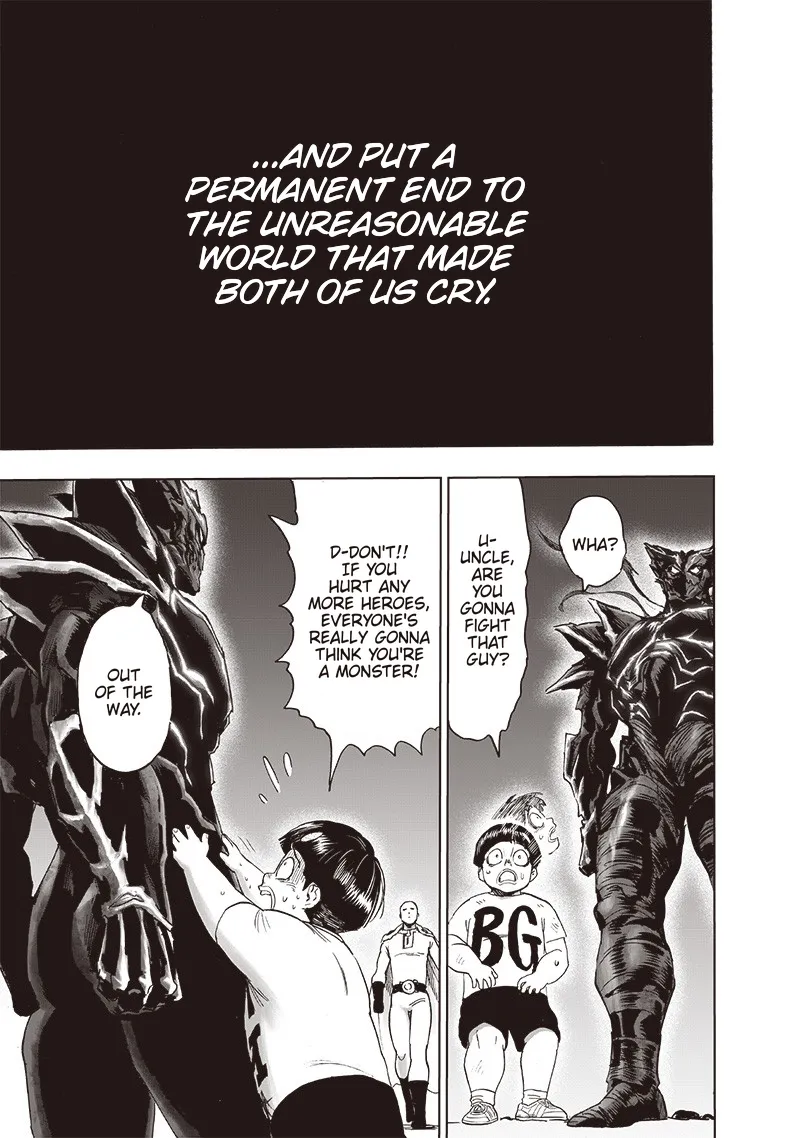 ...AND PUT A
PERMANENT END TO
THE UNREASONABLE
WORLD THAT MADE
BOTH OF US CRY.
WHA?
U-
UNCLE,
ARE
YOU
GONNA
FIGHT
THAT
GUY?
BG
D-DON'T!!
IF YOU
HURT ANY
MORE HEROES,
EVERYONE'S
REALLY GONNA
THINK YOU'RE
A MONSTER!
OUT
OF THE
WAY.